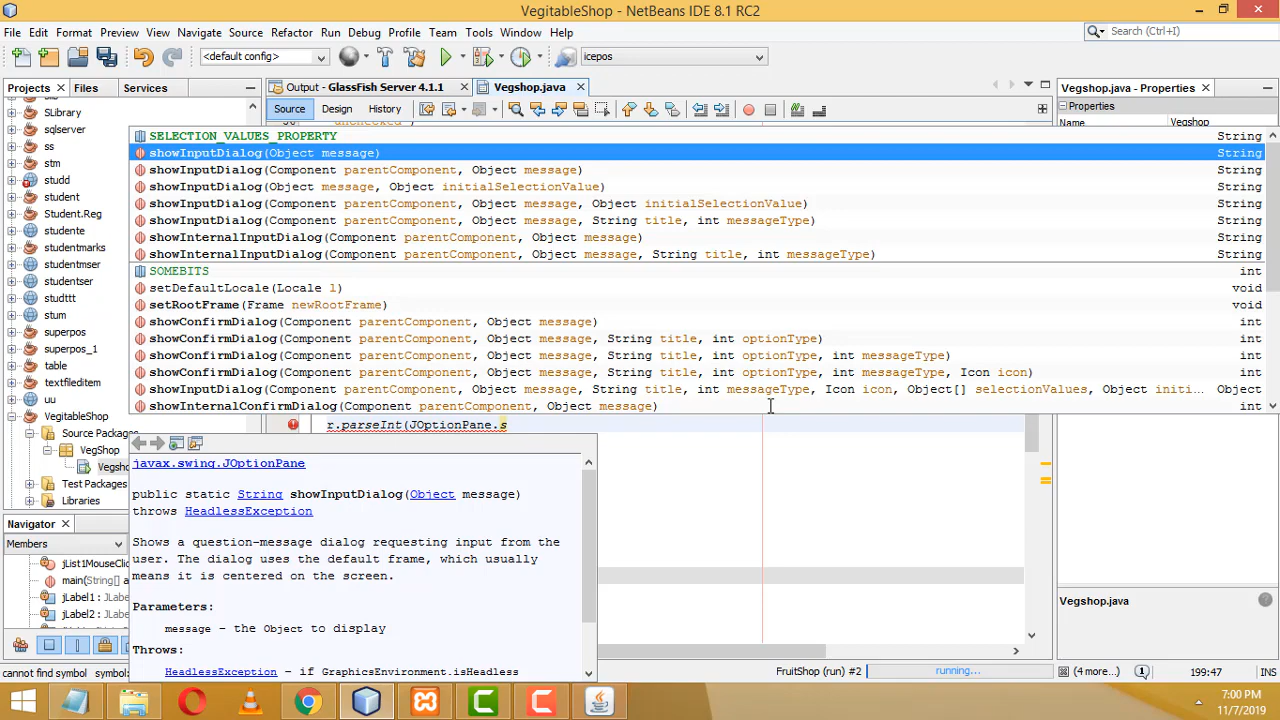 VegitableShop - NetBeans IDE 8.1 RC2
File Edit Format Preview View Navigate Source Refactor Run Debug Profile Team Tools Window Help
Search (Ctrl+I)
<default config>
icepos
Projects Files Services
Output - GlassFish Server 4.1.1
Vegshop.java
Vegshop.java - Properties
Source Design History
Properties
Name Vegshop
SLibrary
sqlserver
ss
stm
studd
student
Student.Reg
studente
studentmarks
studentmser
studentser
studttt
stum
superpos
superpos_1
table
textfileditem
uu
VegitableShop
Source Packages
VegShop
Vegsh
Test Packages
Libraries
SELECTION_VALUES_PROPERTY String
showInputDialog(Object message) String
showInputDialog(Component parentComponent, Object message) String
showInputDialog(Object message, Object initialSelectionValue) String
showInputDialog(Component parentComponent, Object message, Object initialSelectionValue) String
showInputDialog(Component parentComponent, Object message, String title, int messageType) String
showInternalInputDialog(Component parentComponent, Object message) String
showInternalInputDialog(Component parentComponent, Object message, String title, int messageType) String
SOMEBITS int
setDefaultLocale(Locale l) void
setRootFrame(Frame newRootFrame) void
showConfirmDialog(Component parentComponent, Object message) int
showConfirmDialog(Component parentComponent, Object message, String title, int optionType) int
showConfirmDialog(Component parentComponent, Object message, String title, int optionType, int messageType) int
showConfirmDialog(Component parentComponent, Object message, String title, int optionType, int messageType, Icon icon) int
showInputDialog(Component parentComponent, Object message, String title, int messageType, Icon icon, Object[] selectionValues, Object initi... Object
showInternalConfirmDialog(Component parentComponent, Object message) int
r.parseInt(JOptionPane.s
javax.swing.JOptionPane
public static String showInputDialog(Object message)
throws HeadlessException
Shows a question-message dialog requesting input from the
user. The dialog uses the default frame, which usually
means it is centered on the screen.
Parameters:
message - the Object to display
Throws:
HeadlessException - if GraphicsEnvironment.isHeadless
Navigator
Members
jList1MouseClic
main(String[] a
jLabel1 : JLab
jLabel2 : JLab
Vegshop.java
cannot find symbol symbol
FruitShop (run) #2 running...
(4 more...)
1
199:47 INS
7:00 PM
11/7/2019